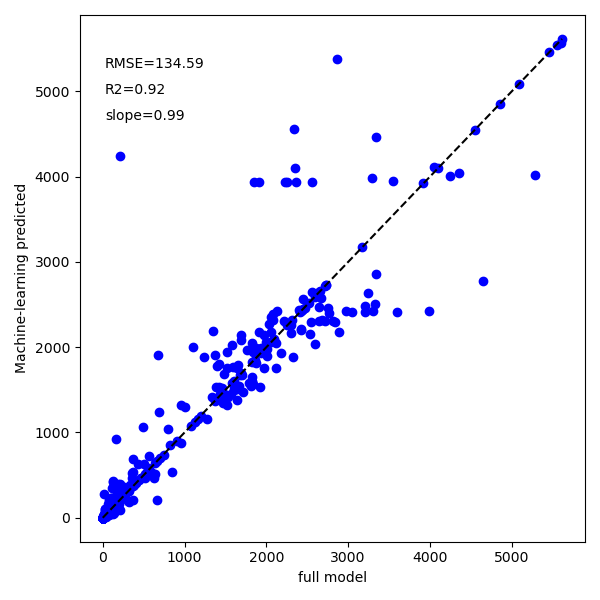 RMSE=134.59
R2=0.92
slope=0.99
5000
4000
3000
2000
1000
0
Machine-learning predicted
0 1000 2000 3000 4000 5000
full model